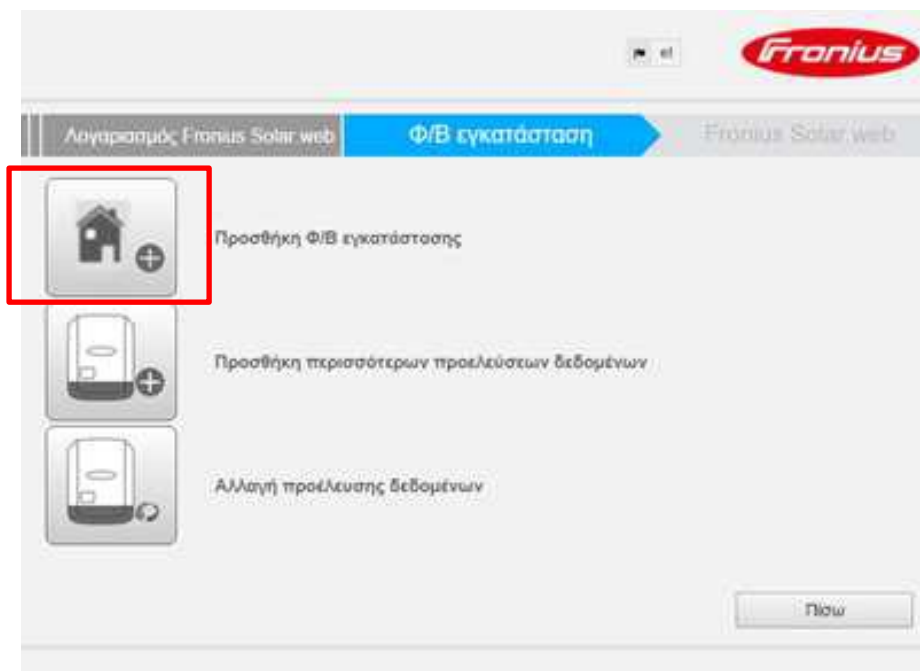 el
Fronius
Λογαριασμός Fronius Solar.web
Φ/Β εγκατάσταση
Fronius Solar.web
Προσθήκη Φ/Β εγκατάστασης
Προσθήκη περισσότερων προελεύσεων δεδομένων
Αλλαγή προέλευσης δεδομένων
Πίσω